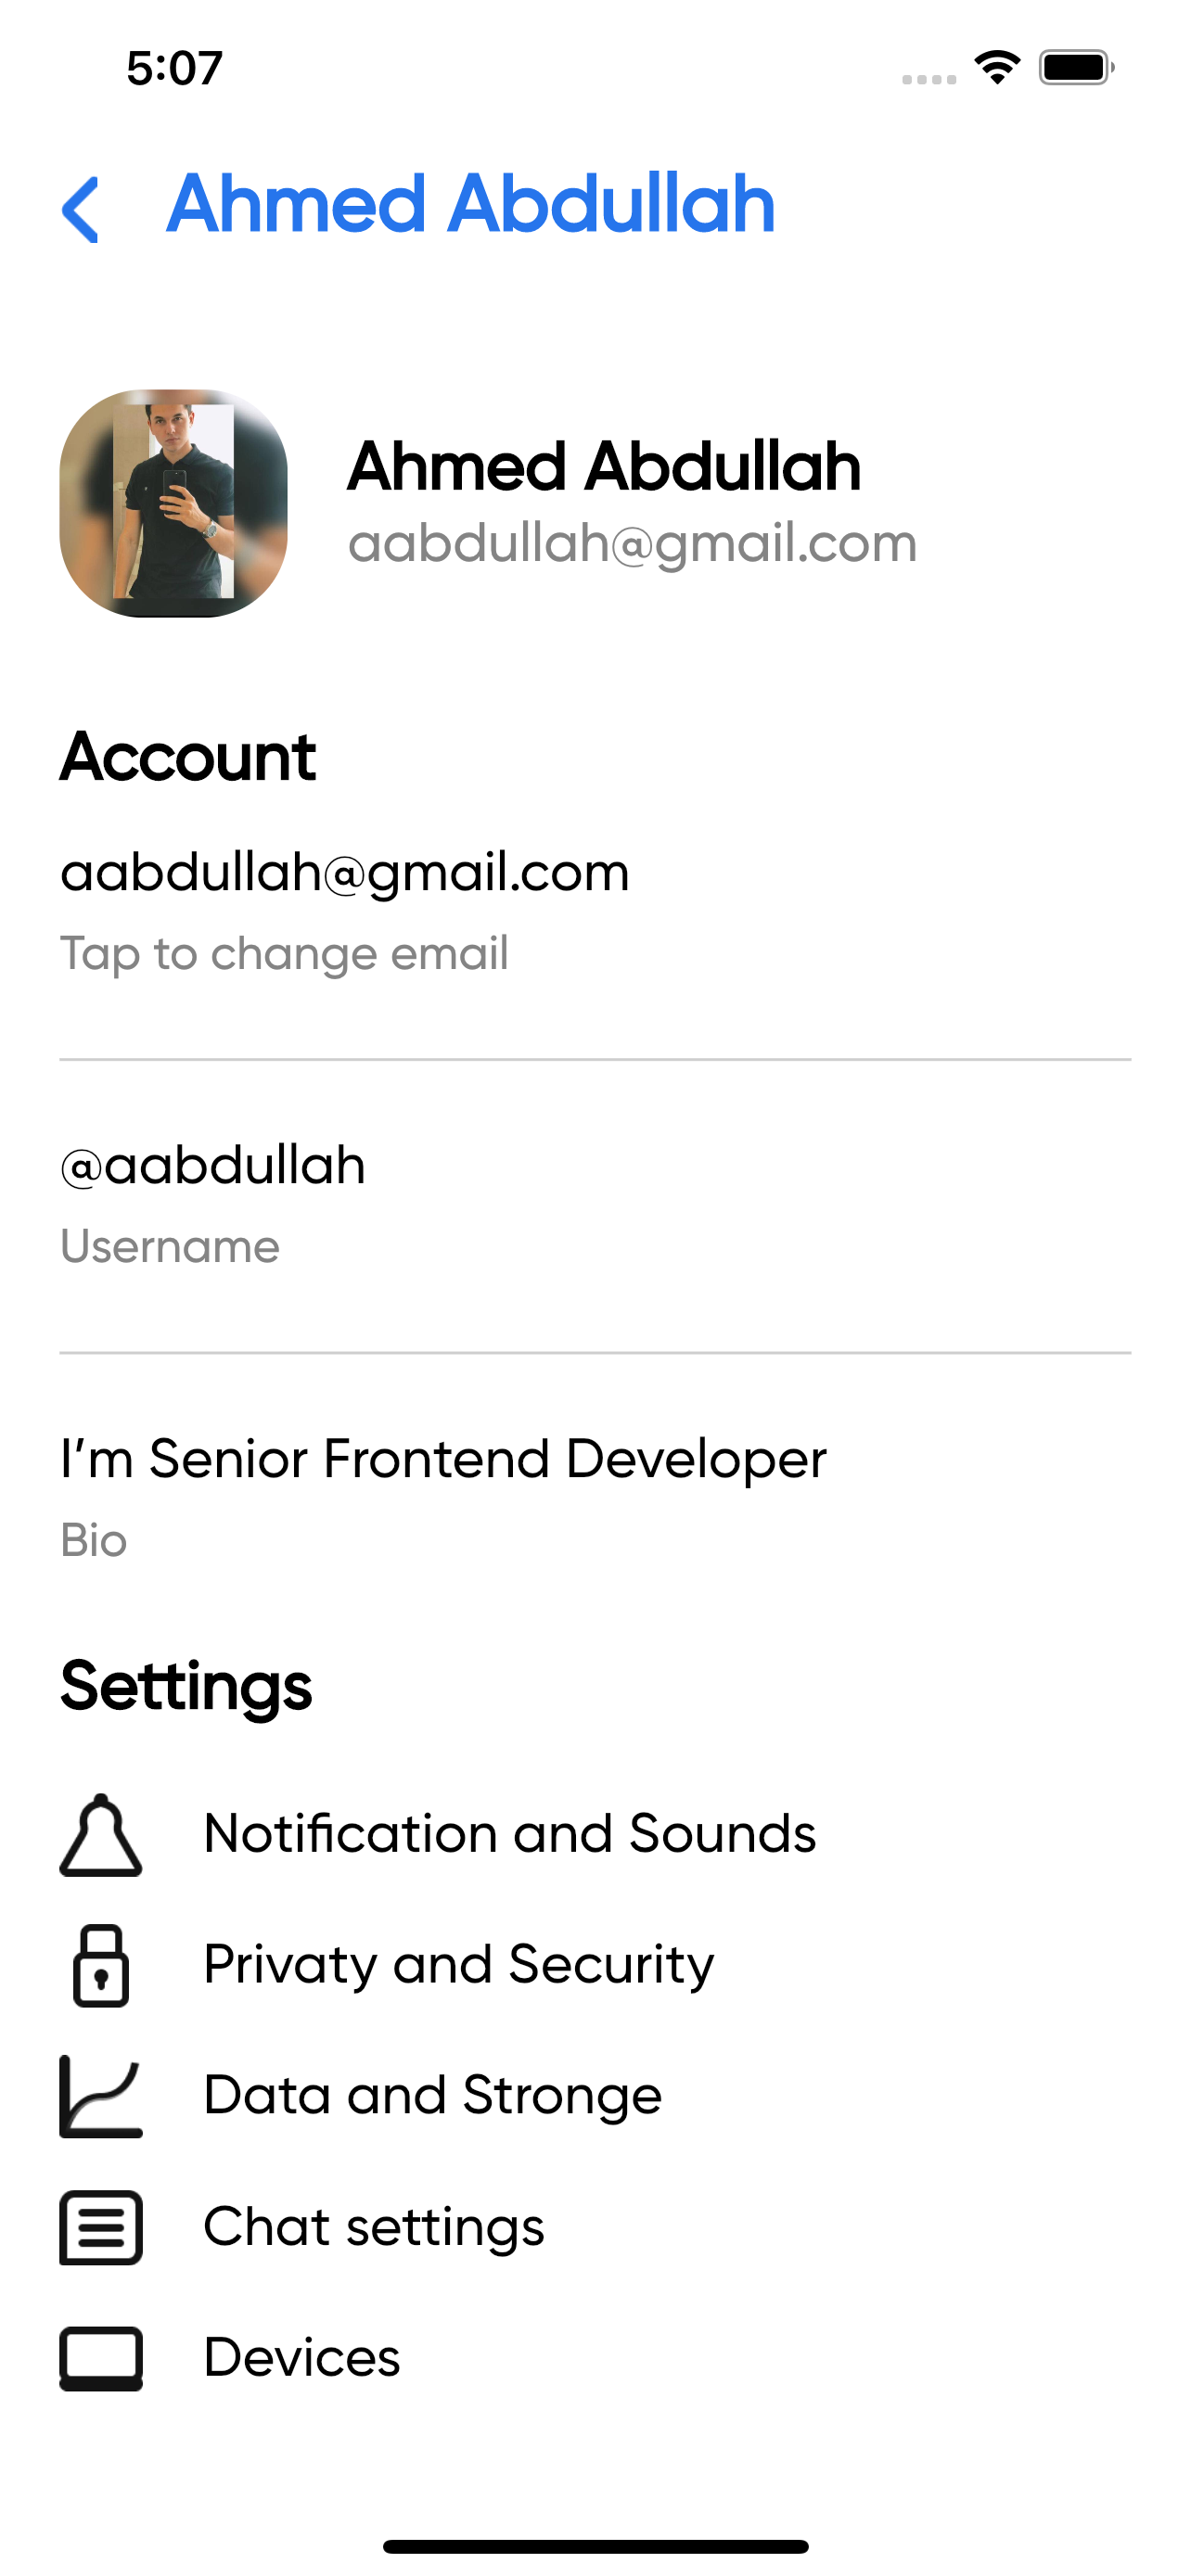 5:07
Ahmed Abdullah
Ahmed Abdullah
aabdullah@gmail.com
Account
aabdullah@gmail.com
Tap to change email
@aabdullah
Username
I’m Senior Frontend Developer
Bio
Settings
Notification and Sounds
Privaty and Security
Data and Stronge
Chat settings
Devices